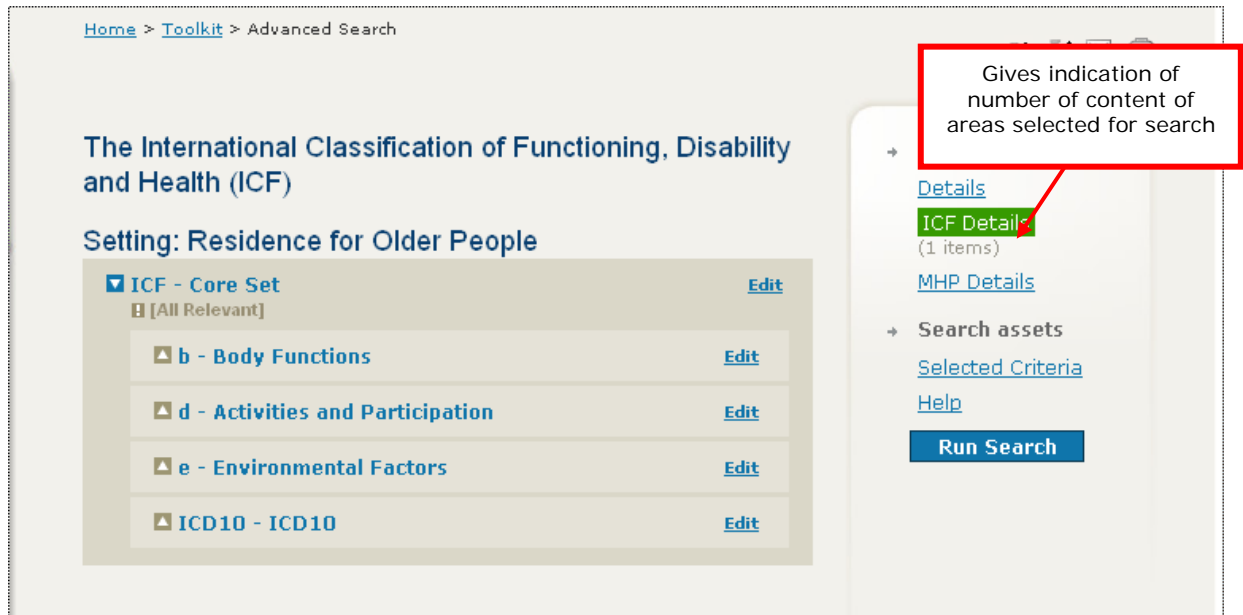 Home > Toolkit > Advanced Search
Gives indication of
number of content of
areas selected for search
The International Classification of Functioning, Disability
and Health (ICF)
Setting: Residence for Older People
ICF - Core Set Edit
[All Relevant]
b - Body Functions Edit
d - Activities and Participation Edit
e - Environmental Factors Edit
ICD10 - ICD10 Edit
Details
ICF Details
(1 items)
MHP Details
Search assets
Selected Criteria
Help
Run Search